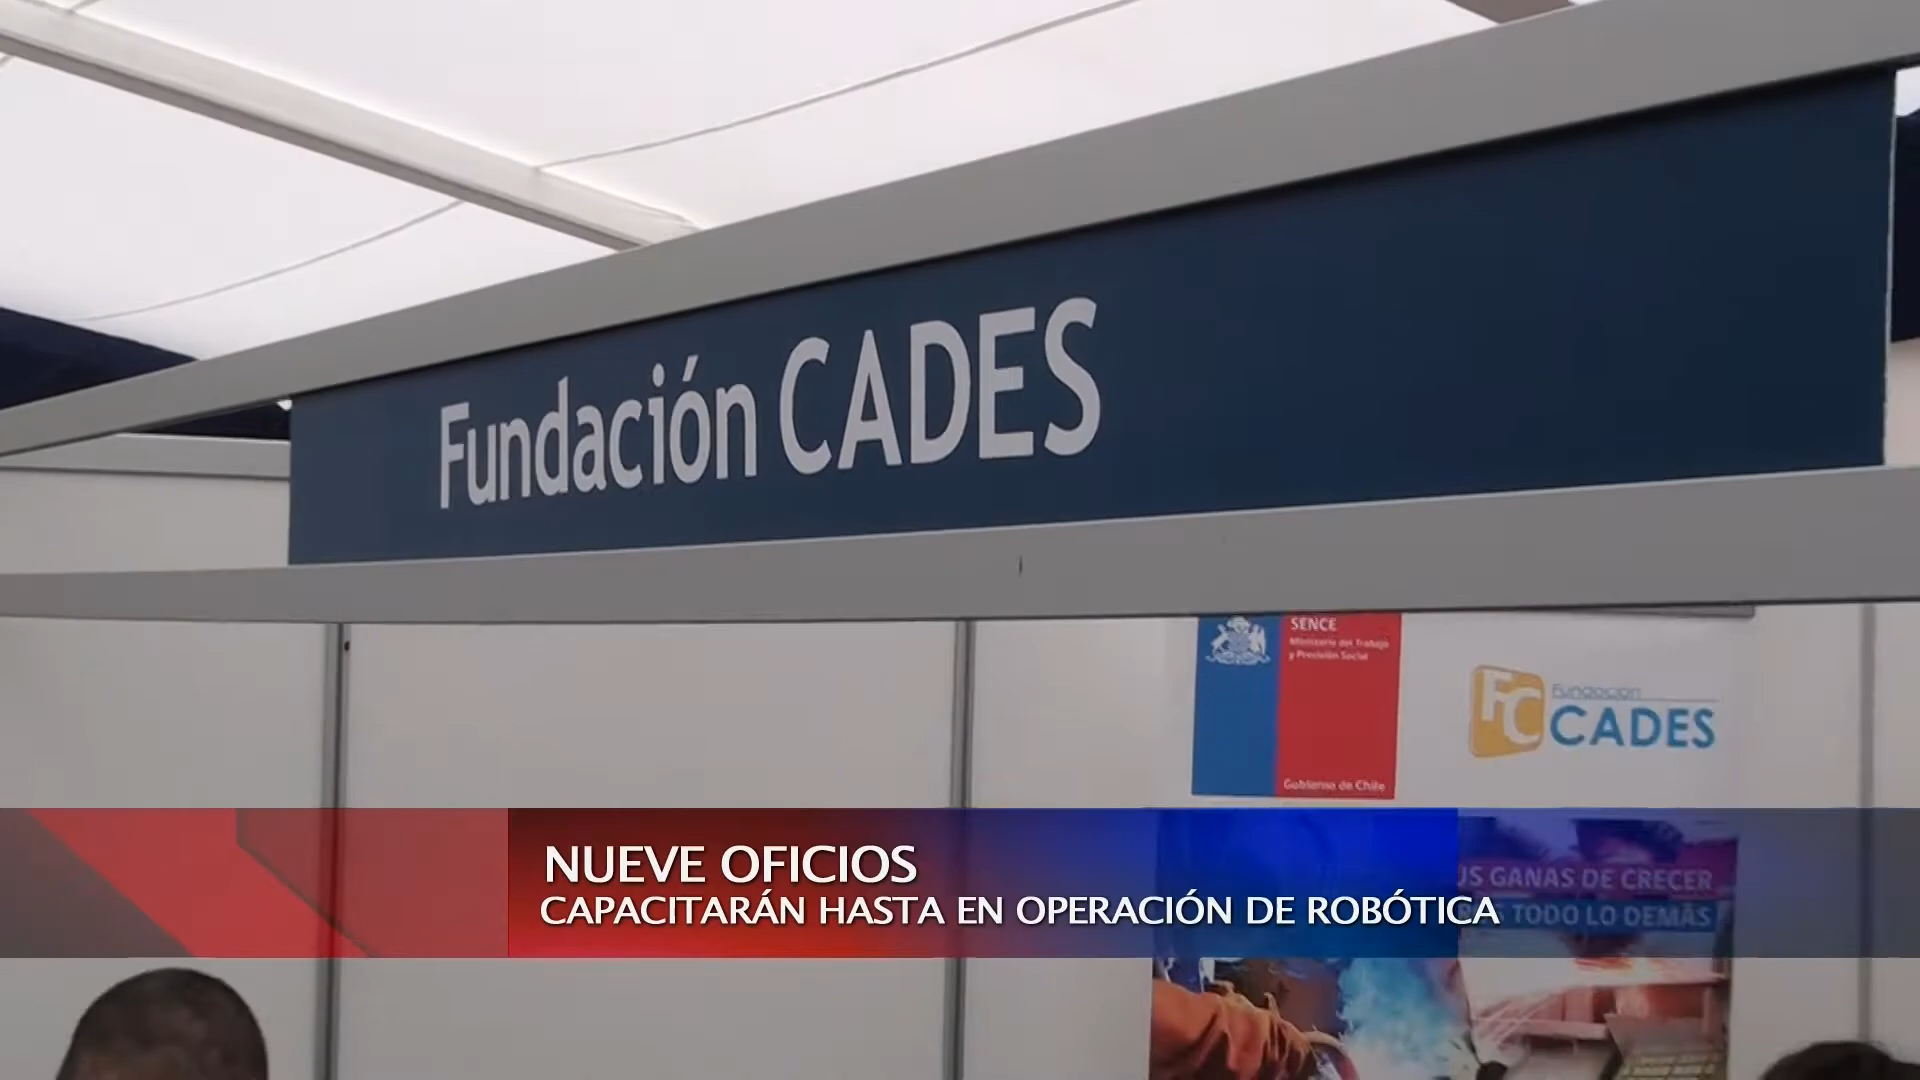 Fundación CADES
SENCE
Ministerio del Trabajo
y Previsión Social
Gobierno de Chile
FC
Fundación
CADES
NUEVE OFICIOS
CAPACITARÁN HASTA EN OPERACIÓN DE ROBÓTICA
US GANAS DE CRECER
TODO LO DEMÁS